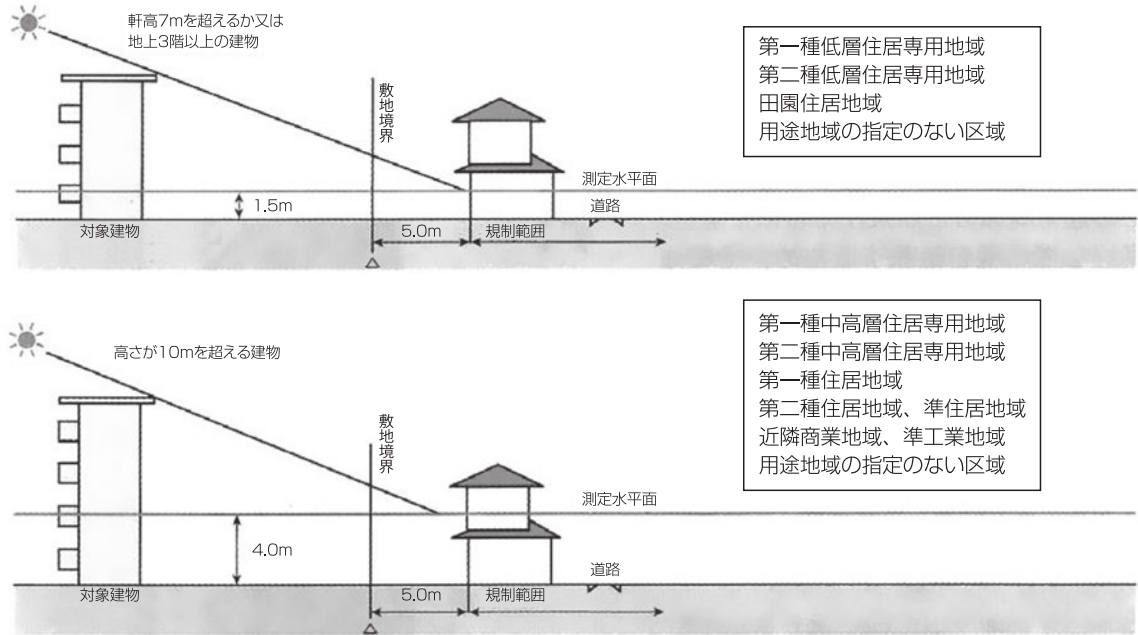 軒高7mを超えるか又は
地上3階以上の建物
敷地境界
第一種低層住居専用地域
第二種低層住居専用地域
田園住居地域
用途地域の指定のない区域
測定水平面
1.5m
道路
対象建物
5.0m
規制範囲
高さが10mを超える建物
敷地境界
第一種中高層住居専用地域
第二種中高層住居専用地域
第一種住居地域
第二種住居地域、準住居地域
近隣商業地域、準工業地域
用途地域の指定のない区域
測定水平面
4.0m
道路
対象建物
5.0m
規制範囲